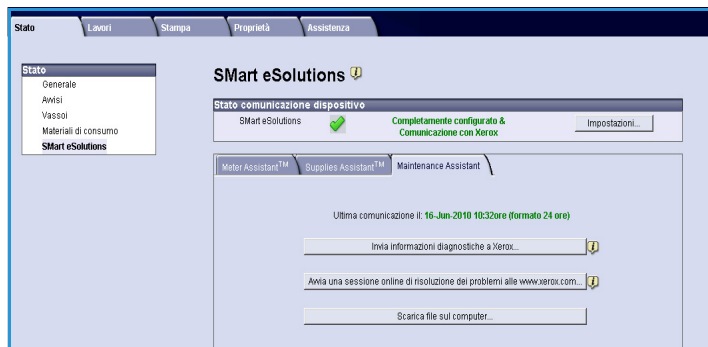 Stato Lavori Stampa Proprietà Assistenza
Stato
Generale
Avvisi
Vassoi
Materiali di consumo
SMart eSolutions
SMart eSolutions
Stato comunicazione dispositivo
SMart eSolutions Completamente configurato & Comunicazione con Xerox Impostazioni...
Meter Assistant™ Supplies Assistant™ Maintenance Assistant
Ultima comunicazione il: 16-Jun-2010 10:32ore (formato 24 ore)
Invia informazioni diagnostiche a Xerox...
Avvia una sessione online di risoluzione dei problemi alle www.xerox.com...
Scarica file sul computer...